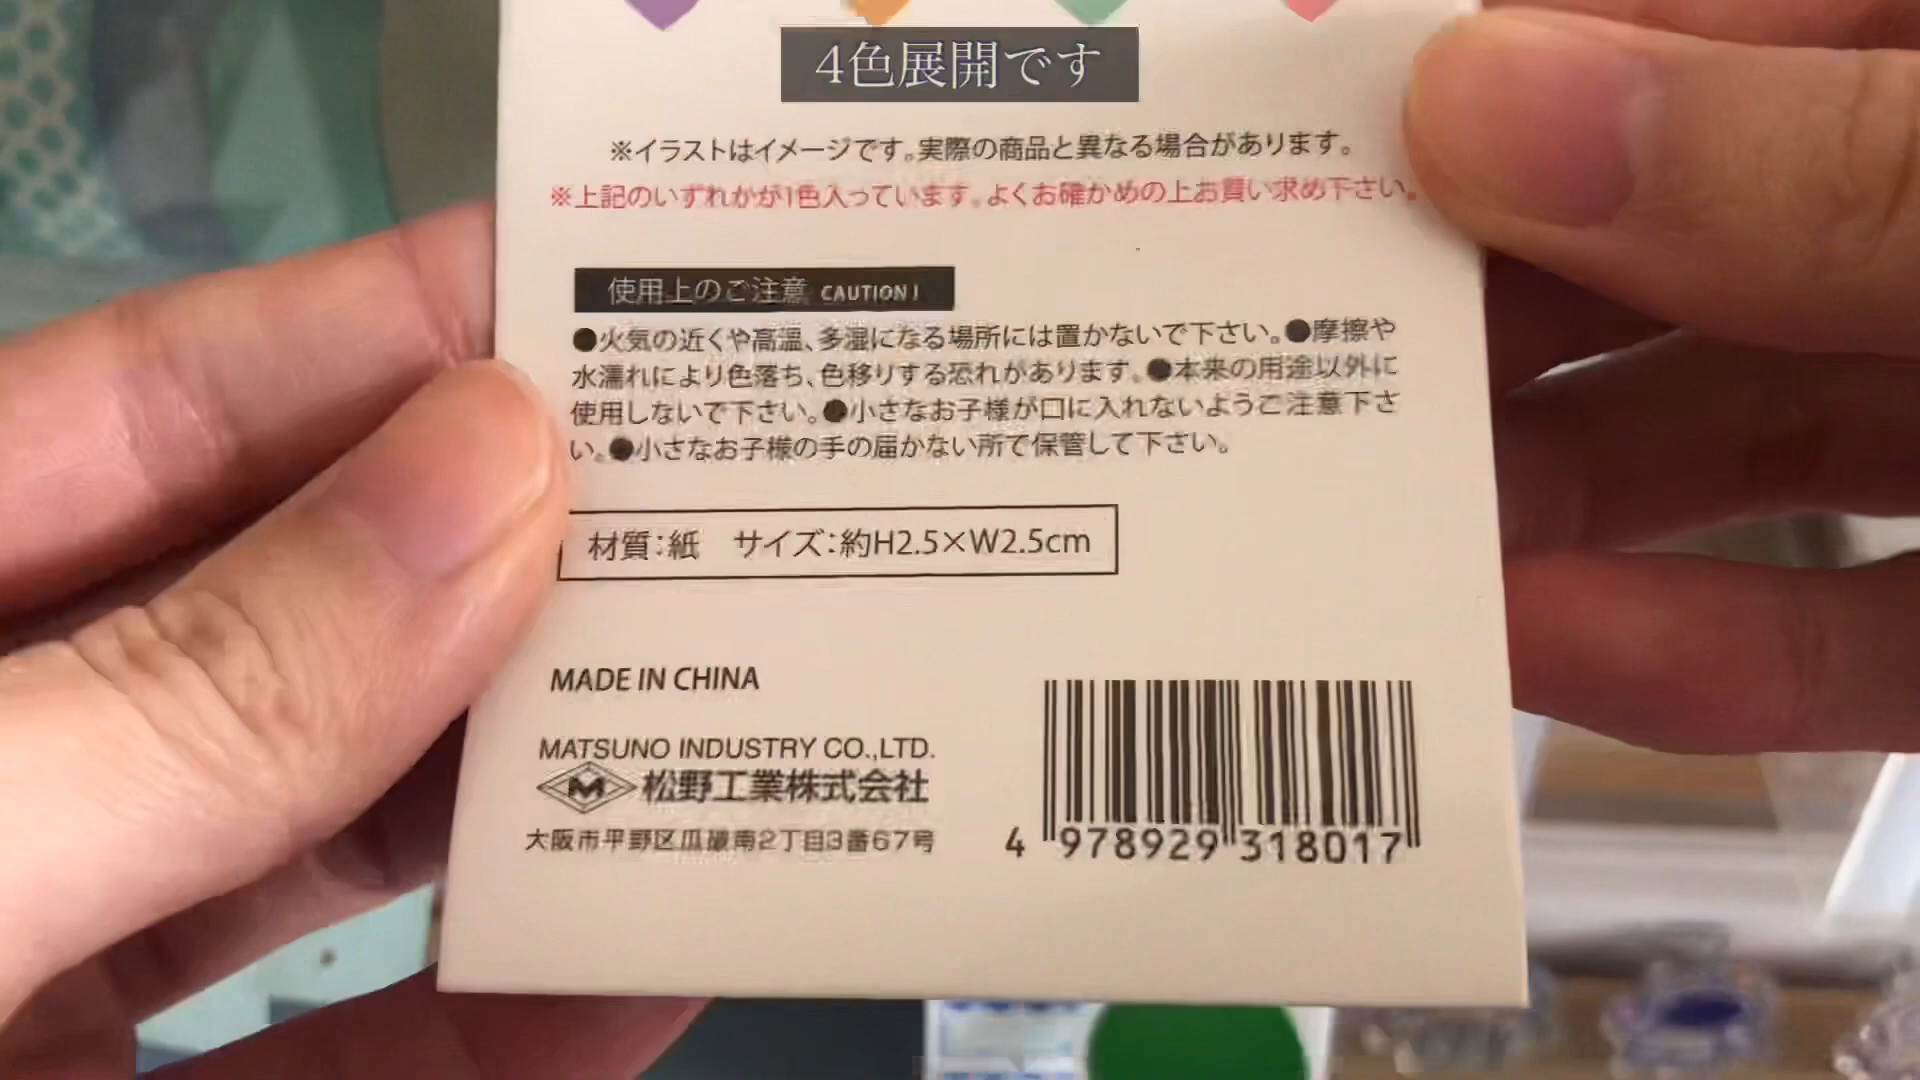 4色展開です
※イラストはイメージです。実際の商品と異なる場合があります。
※上記のいずれかが1色入っています。よくお確かめの上お買い求め下さい。
使用上のご注意 CAUTION!
●火気の近くや高温、多湿になる場所には置かないで下さい。●摩擦や
水濡れにより色落ち、色移りする恐れがあります。●本来の用途以外に
使用しないで下さい。●小さなお子様が口に入れないようご注意下さ
い。●小さなお子様の手の届かない所で保管して下さい。
材質:紙 サイズ:約H2.5×W2.5cm
MADE IN CHINA
MATSUNO INDUSTRY CO.,LTD.
M 松野工業株式会社
大阪市平野区瓜破南2丁目3番67号
4 978929 318017